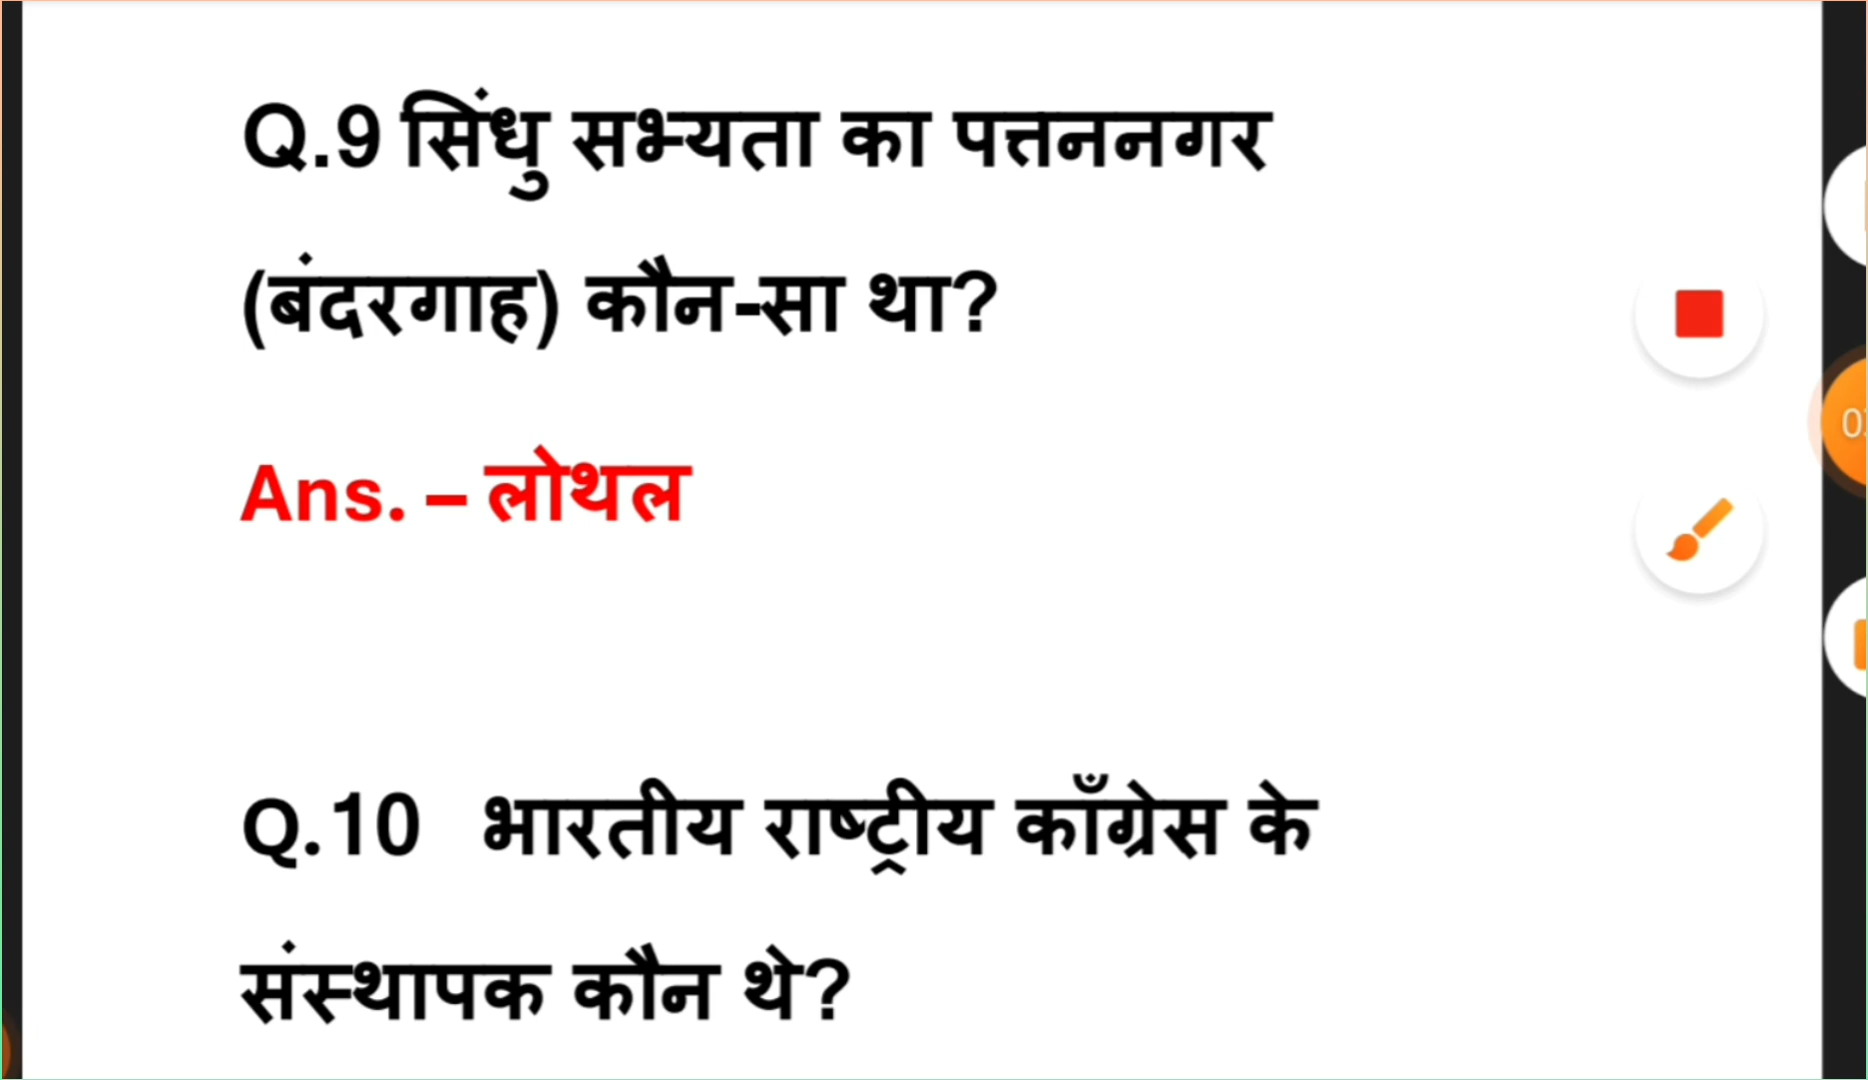 Q.9 सिंधु सभ्यता का पत्तननगर
(बंदरगाह) कौन-सा था?
Ans. – लोथल
Q.10 भारतीय राष्ट्रीय काँग्रेस के
संस्थापक कौन थे?